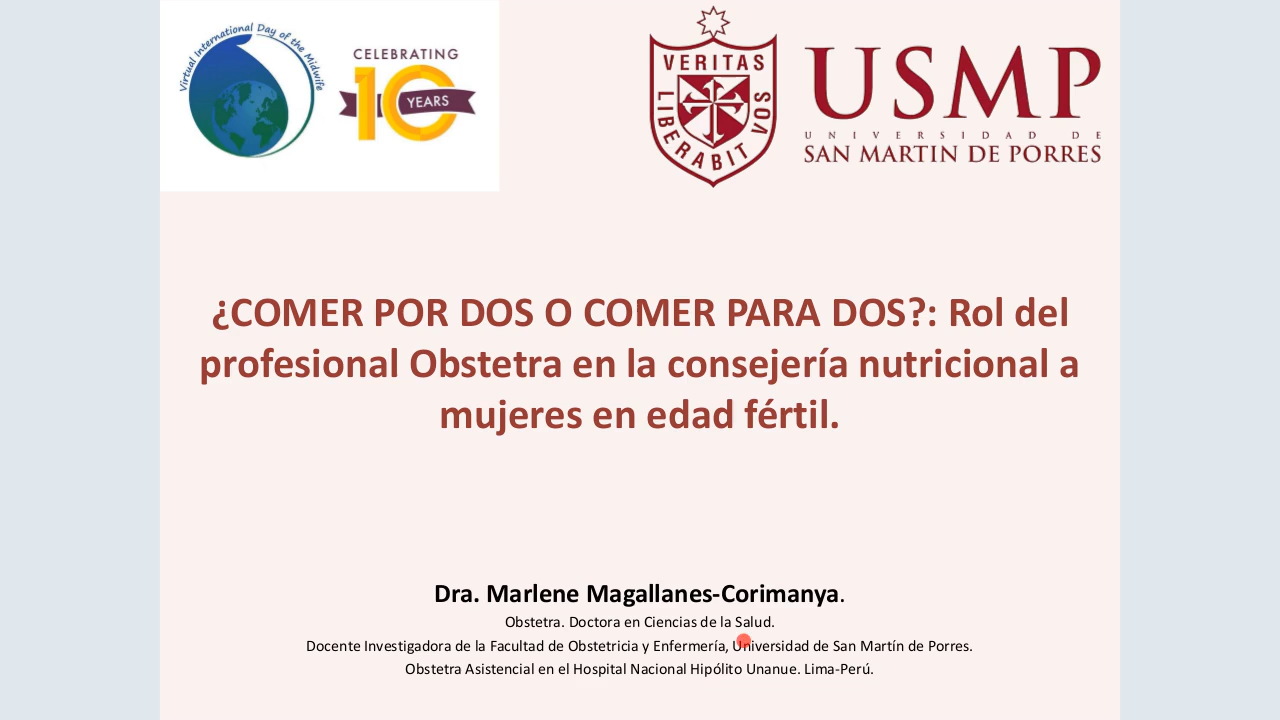 Virtual International Day of the Midwife
CELEBRATING
10
YEARS
VERITAS
LIBERABIT VOS
USMP
UNIVERSIDAD DE
SAN MARTIN DE PORRES
¿COMER POR DOS O COMER PARA DOS?: Rol del
profesional Obstetra en la consejería nutricional a
mujeres en edad fértil.
Dra. Marlene Magallanes-Corimanya.
Obstetra. Doctora en Ciencias de la Salud.
Docente Investigadora de la Facultad de Obstetricia y Enfermería, Universidad de San Martín de Porres.
Obstetra Asistencial en el Hospital Nacional Hipólito Unanue. Lima-Perú.